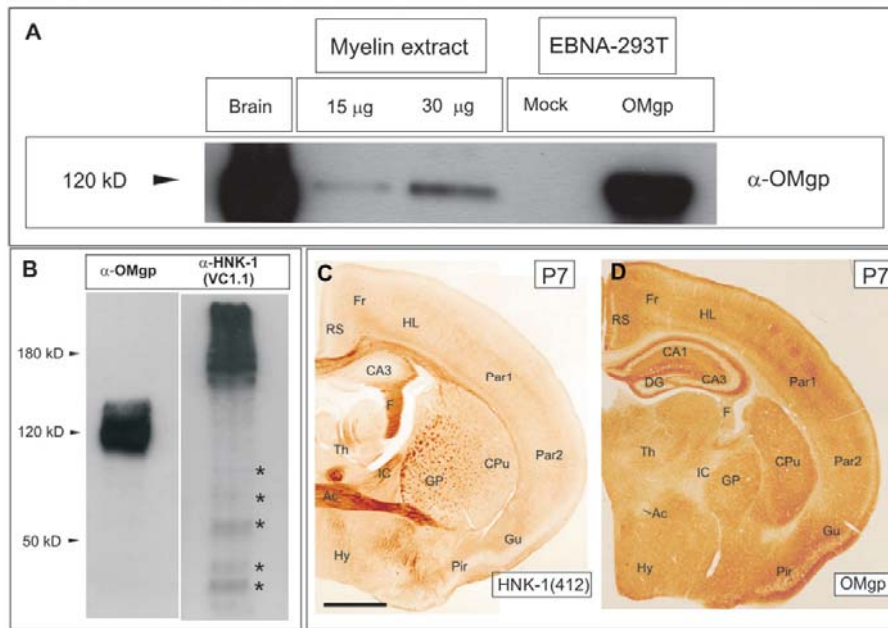 A
Myelin extract
EBNA-293T
Brain
15 µg
30 µg
Mock
OMgp
120 kD
α-OMgp
B
α-OMgp
α-HNK-1
(VC1.1)
180 kD
120 kD
50 kD
*
*
*
*
*
C
P7
Fr
RS
HL
CA3
Par1
F
Th
IC
GP
CPu
Par2
Ac
Hy
Gu
Pir
HNK-1(412)
D
P7
Fr
RS
HL
CA1
CA3
DG
Par1
F
Th
IC
GP
CPu
Par2
Ac
Hy
Gu
Pir
OMgp